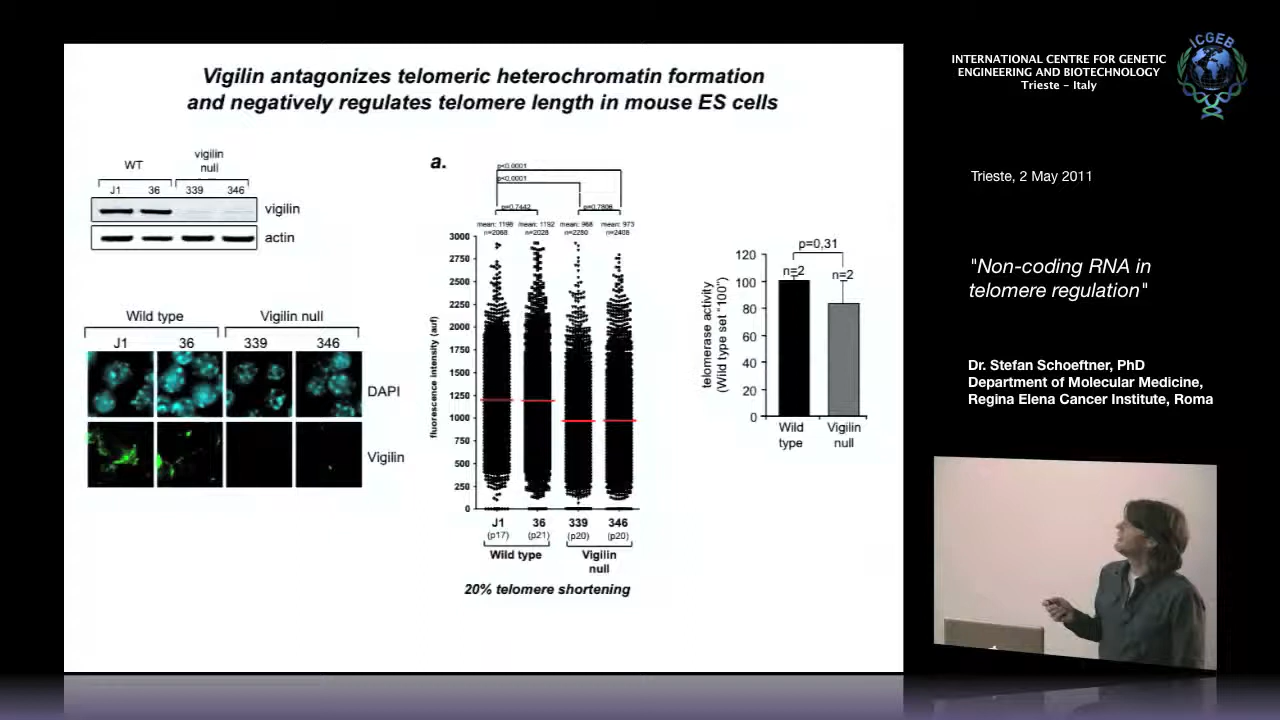 Vigilin antagonizes telomeric heterochromatin formation
and negatively regulates telomere length in mouse ES cells
WT
vigilin
null
J1 36 339 346
vigilin
actin
Wild type Vigilin null
J1 36 339 346
DAPI
Vigilin
a.
p<0,0001
p<0,0001
p=0,7442 p=0,7806
mean: 1198 mean: 1192 mean: 968 mean: 973
n=2068 n=2028 n=2280 n=2408
3000
2750
2500
2250
2000
1750
1500
1250
1000
750
500
250
0
fluorescence intensity (auf)
J1 36 339 346
(p17) (p21) (p20) (p20)
Wild type Vigilin
null
20% telomere shortening
p=0,31
n=2 n=2
120
100
80
60
40
20
0
telomerase activity
(Wild type set "100")
Wild Vigilin
type null
INTERNATIONAL CENTRE FOR GENETIC
ENGINEERING AND BIOTECHNOLOGY
Trieste - Italy
ICGEB
Trieste, 2 May 2011
"Non-coding RNA in
telomere regulation"
Dr. Stefan Schoeftner, PhD
Department of Molecular Medicine,
Regina Elena Cancer Institute, Roma